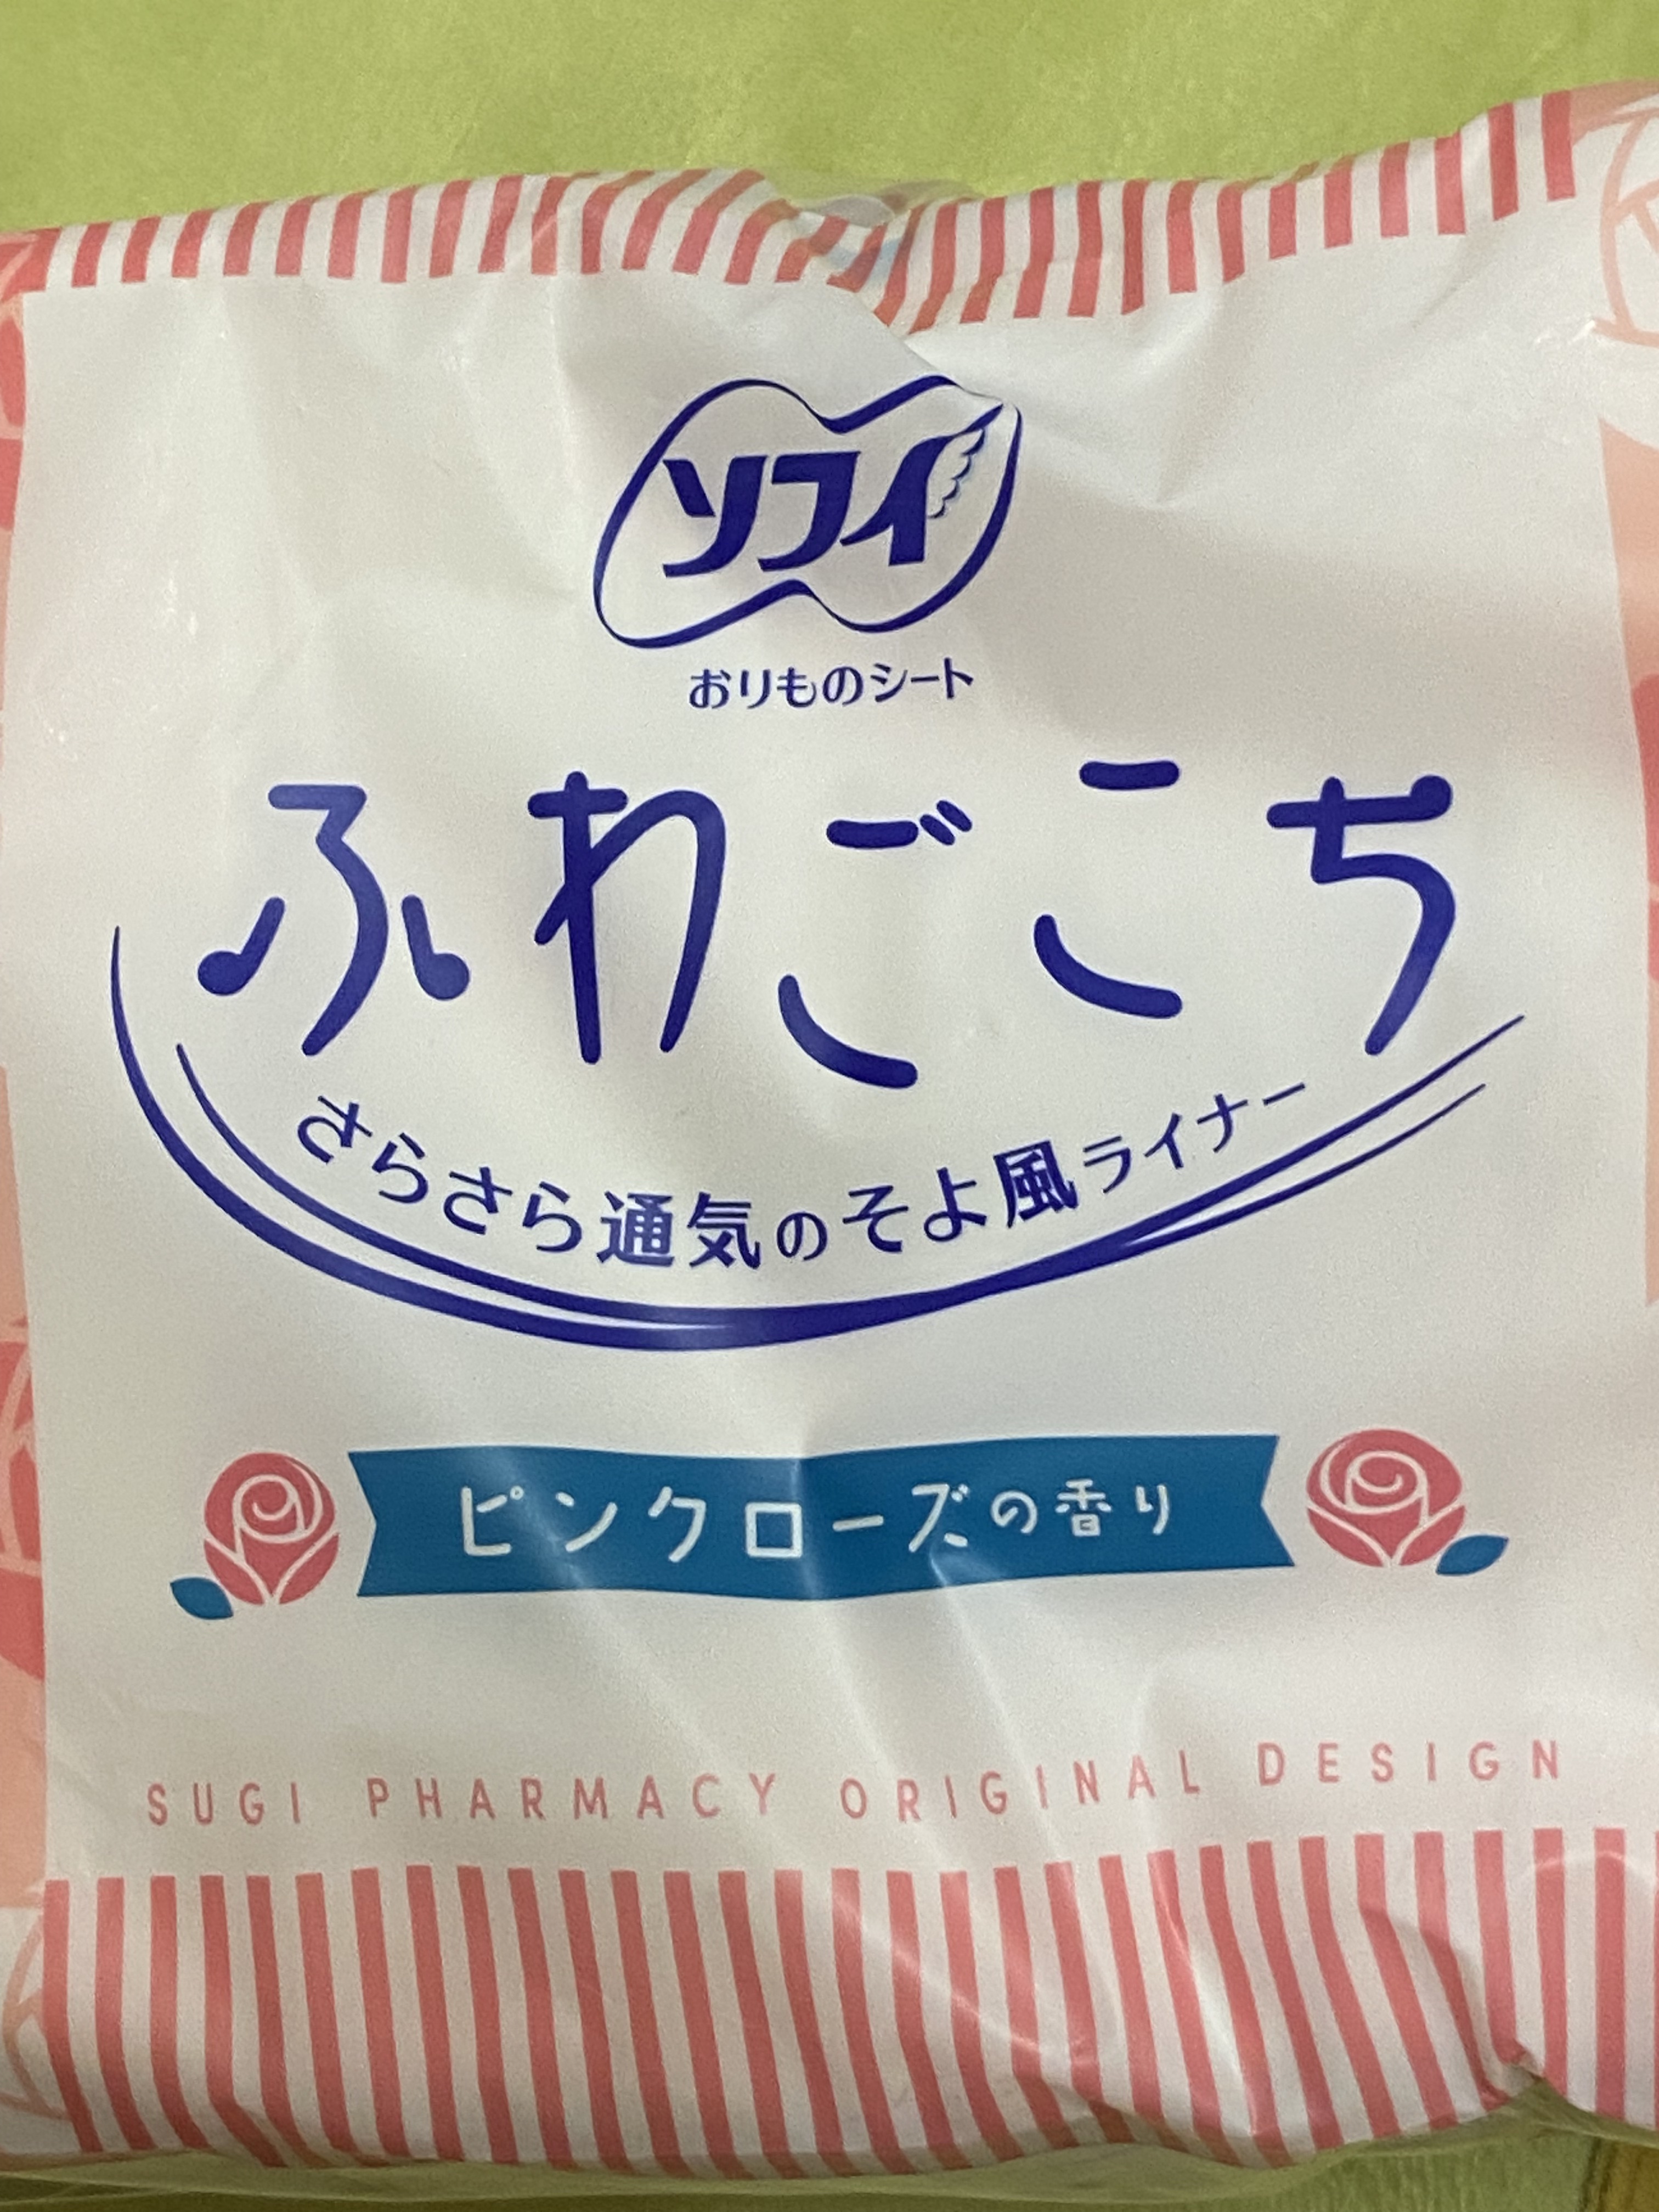 ソフィ
おりものシート
ふわごこち
さらさら通気のそよ風ライナー
ピンクローズの香り
SUGI PHARMACY ORIGINAL DESIGN